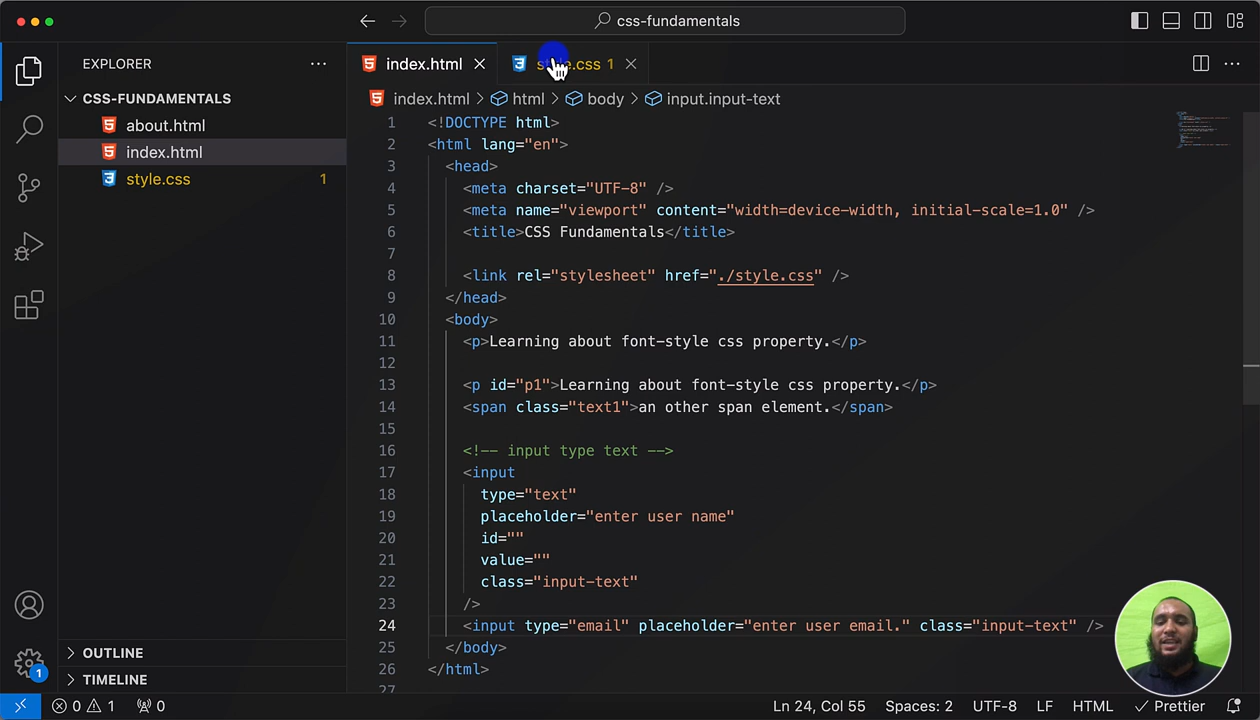 css-fundamentals
EXPLORER
index.html
style.css 1
CSS-FUNDAMENTALS
about.html
index.html
style.css 1
index.html > html > body > input.input-text
1 <!DOCTYPE html>
2 <html lang="en">
3 <head>
4 <meta charset="UTF-8" />
5 <meta name="viewport" content="width=device-width, initial-scale=1.0" />
6 <title>CSS Fundamentals</title>
7
8 <link rel="stylesheet" href="./style.css" />
9 </head>
10 <body>
11 <p>Learning about font-style css property.</p>
12
13 <p id="p1">Learning about font-style css property.</p>
14 <span class="text1">an other span element.</span>
15
16 <!-- input type text -->
17 <input
18 type="text"
19 placeholder="enter user name"
20 id=""
21 value=""
22 class="input-text"
23 />
24 <input type="email" placeholder="enter user email." class="input-text" />
25 </body>
26 </html>
27
OUTLINE
TIMELINE
1
0 1 0
Ln 24, Col 55 Spaces: 2 UTF-8 LF HTML Prettier